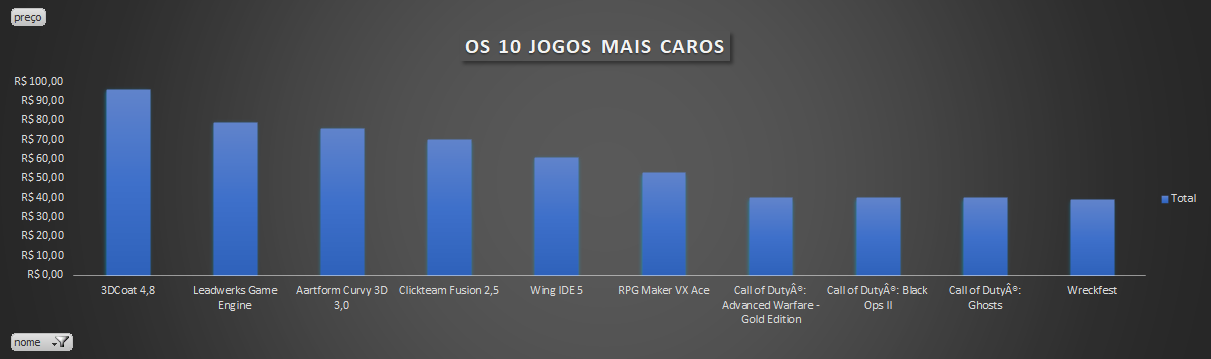 preço
OS 10 JOGOS MAIS CAROS
R$ 100,00
R$ 90,00
R$ 80,00
R$ 70,00
R$ 60,00
R$ 50,00
R$ 40,00
R$ 30,00
R$ 20,00
R$ 10,00
R$ 0,00
Total
3DCoat 4,8
Leadwerks Game
Engine
Aartform Curvy 3D
3,0
Clickteam Fusion 2,5
Wing IDE 5
RPG Maker VX Ace
Call of DutyÂ®:
Advanced Warfare -
Gold Edition
Call of DutyÂ®: Black
Ops II
Call of DutyÂ®:
Ghosts
Wreckfest
nome